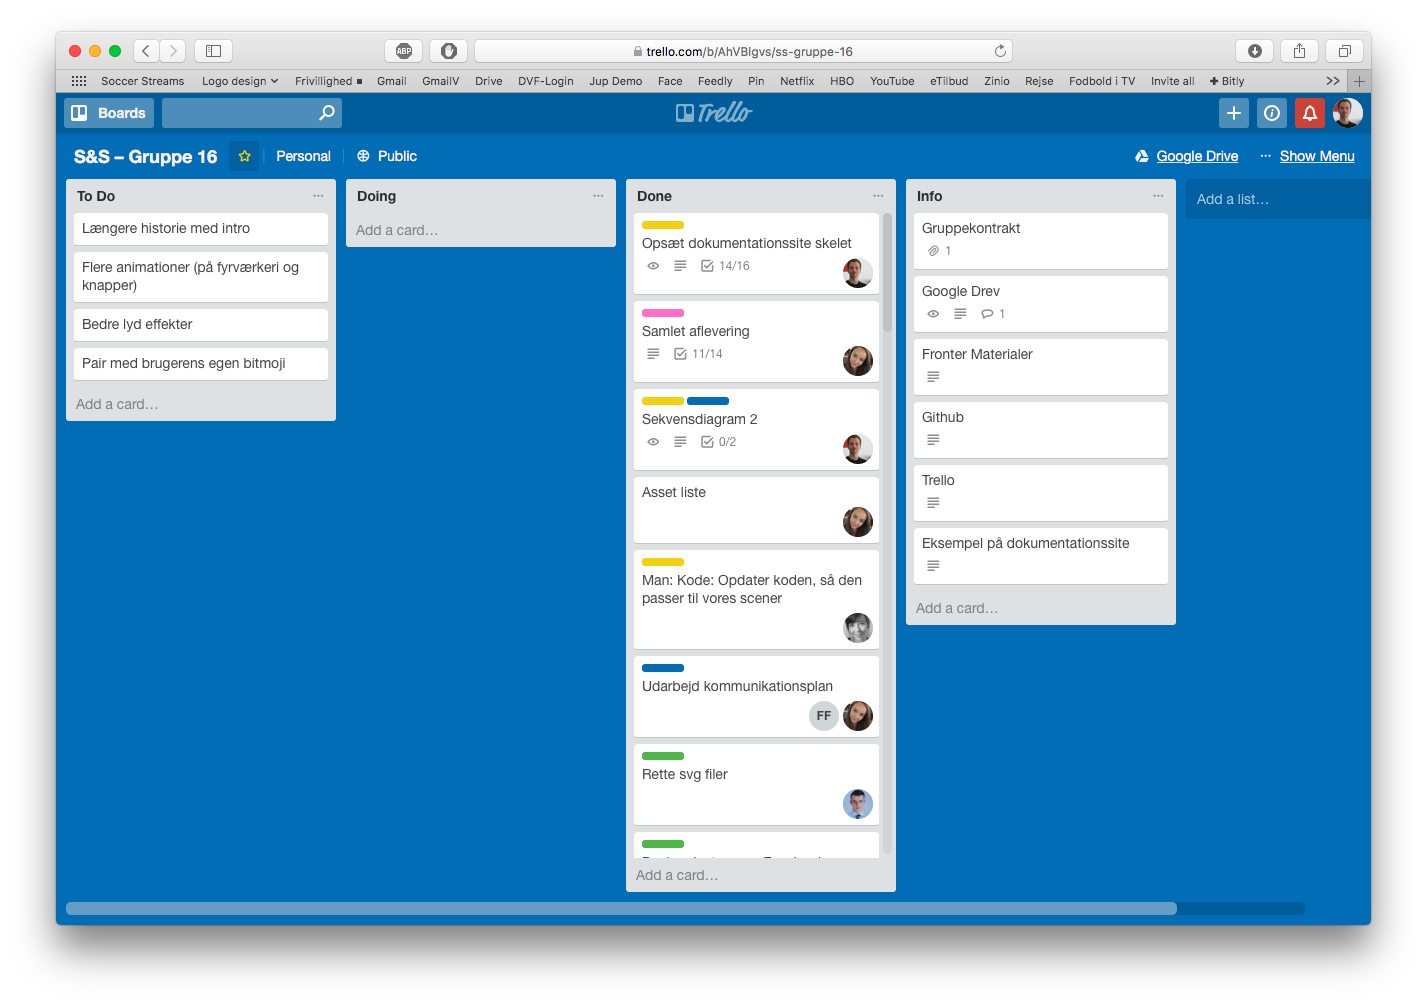 ABP
trello.com/b/AhVBlgvs/ss-gruppe-16
Soccer Streams Logo design Frivillighed Gmail GmailV Drive DVF-Login Jup Demo Face Feedly Pin Netflix HBO YouTube eTilbud Zinio Rejse Fodbold i TV Invite all + Bitly >>
Boards
Trello
S&S – Gruppe 16 Personal Public
Google Drive ... Show Menu
To Do
Længere historie med intro
Flere animationer (på fyrværkeri og
knapper)
Bedre lyd effekter
Pair med brugerens egen bitmoji
Add a card...
Doing
Add a card...
Done
Opsæt dokumentationssite skelet
14/16
Samlet aflevering
11/14
Sekvensdiagram 2
0/2
Asset liste
Man: Kode: Opdater koden, så den
passer til vores scener
Udarbejd kommunikationsplan
FF
Rette svg filer
Add a card...
Info
Gruppekontrakt
1
Google Drev
1
Fronter Materialer
Github
Trello
Eksempel på dokumentationssite
Add a card...
Add a list...